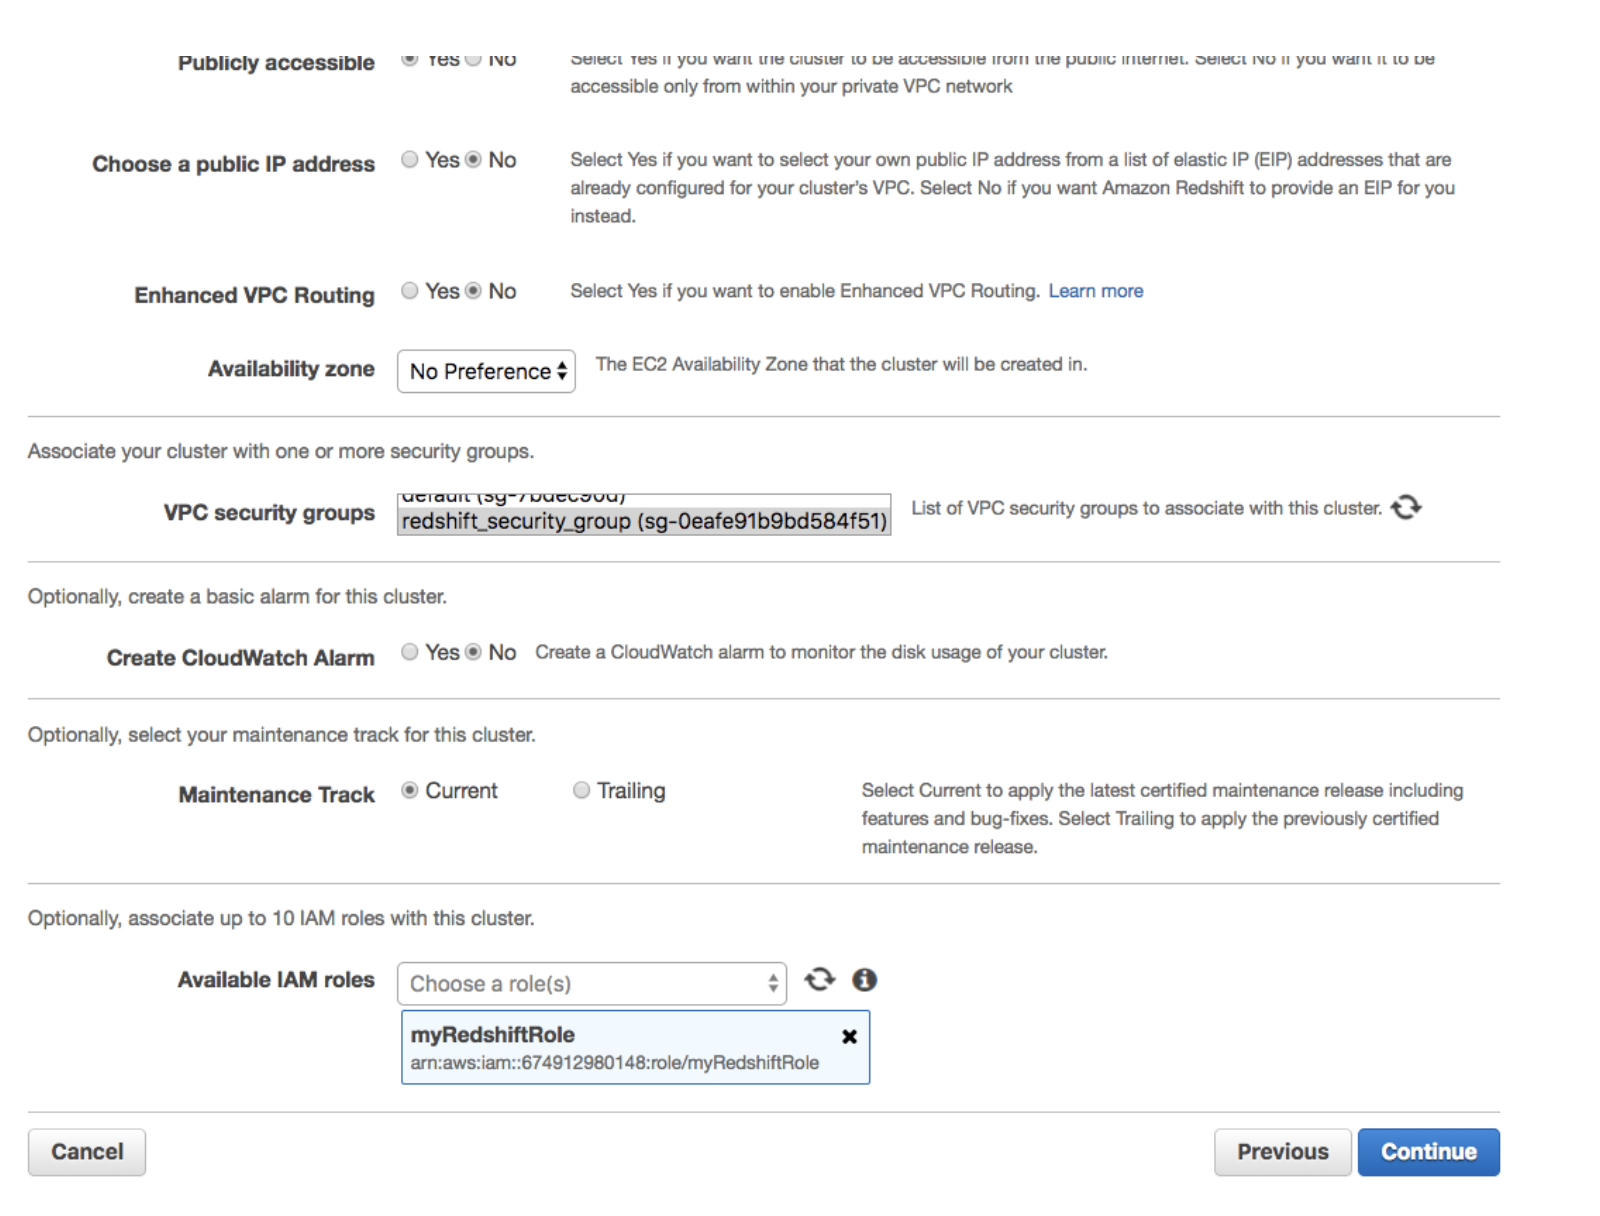 Publicly accessible Yes No Select Yes if you want the cluster to be accessible from the public internet. Select No if you want it to be
accessible only from within your private VPC network
Choose a public IP address Yes No Select Yes if you want to select your own public IP address from a list of elastic IP (EIP) addresses that are
already configured for your cluster's VPC. Select No if you want Amazon Redshift to provide an EIP for you
instead.
Enhanced VPC Routing Yes No Select Yes if you want to enable Enhanced VPC Routing. Learn more
Availability zone No Preference The EC2 Availability Zone that the cluster will be created in.
Associate your cluster with one or more security groups.
default (sg-7bdec90d)
VPC security groups redshift_security_group (sg-0eafe91b9bd584f51) List of VPC security groups to associate with this cluster.
Optionally, create a basic alarm for this cluster.
Create CloudWatch Alarm Yes No Create a CloudWatch alarm to monitor the disk usage of your cluster.
Optionally, select your maintenance track for this cluster.
Maintenance Track Current Trailing Select Current to apply the latest certified maintenance release including
features and bug-fixes. Select Trailing to apply the previously certified
maintenance release.
Optionally, associate up to 10 IAM roles with this cluster.
Available IAM roles Choose a role(s)
myRedshiftRole
arn:aws:iam::674912980148:role/myRedshiftRole
Cancel Previous Continue